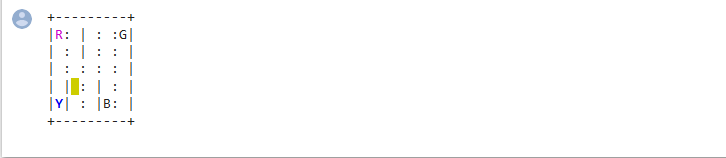 +---------+
|R: | : :G|
| : | : : |
| : : : : |
| | : | : |
|Y| : |B: |
+---------+